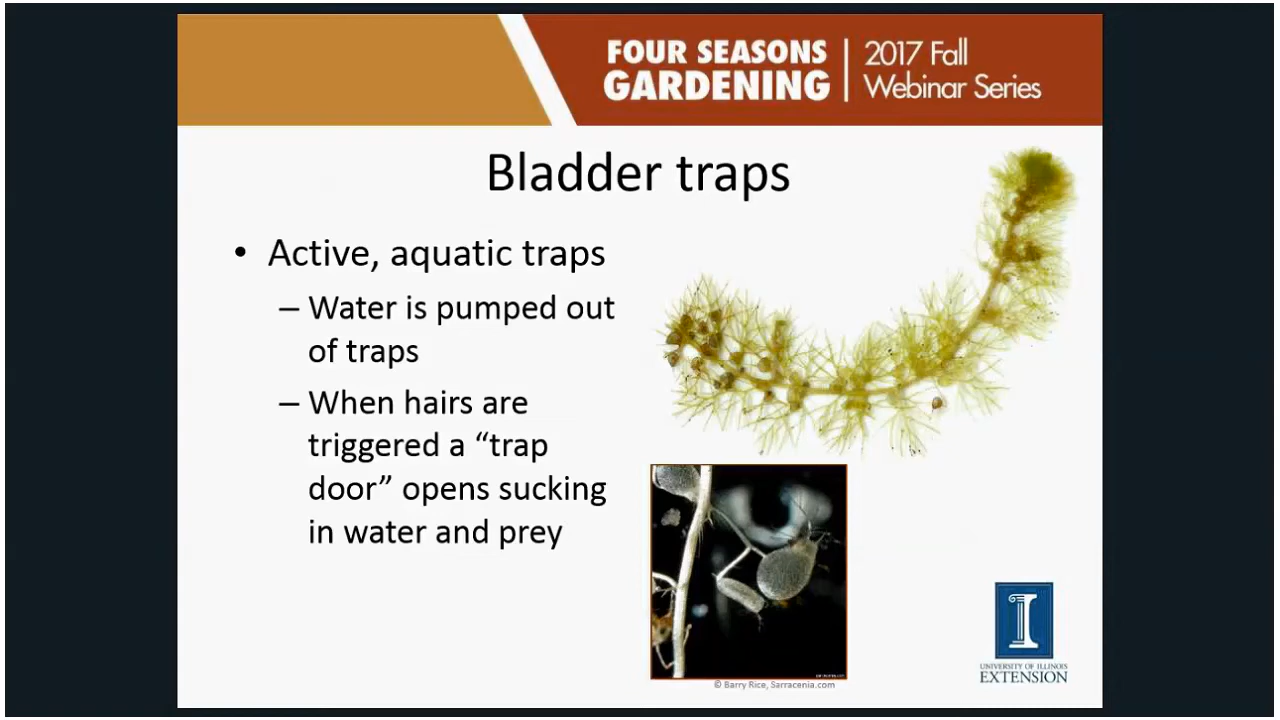 FOUR SEASONS
GARDENING
2017 Fall
Webinar Series
Bladder traps
• Active, aquatic traps
– Water is pumped out
of traps
– When hairs are
triggered a “trap
door” opens sucking
in water and prey
© Barry Rice, Sarracenia.com
I
UNIVERSITY OF ILLINOIS
EXTENSION